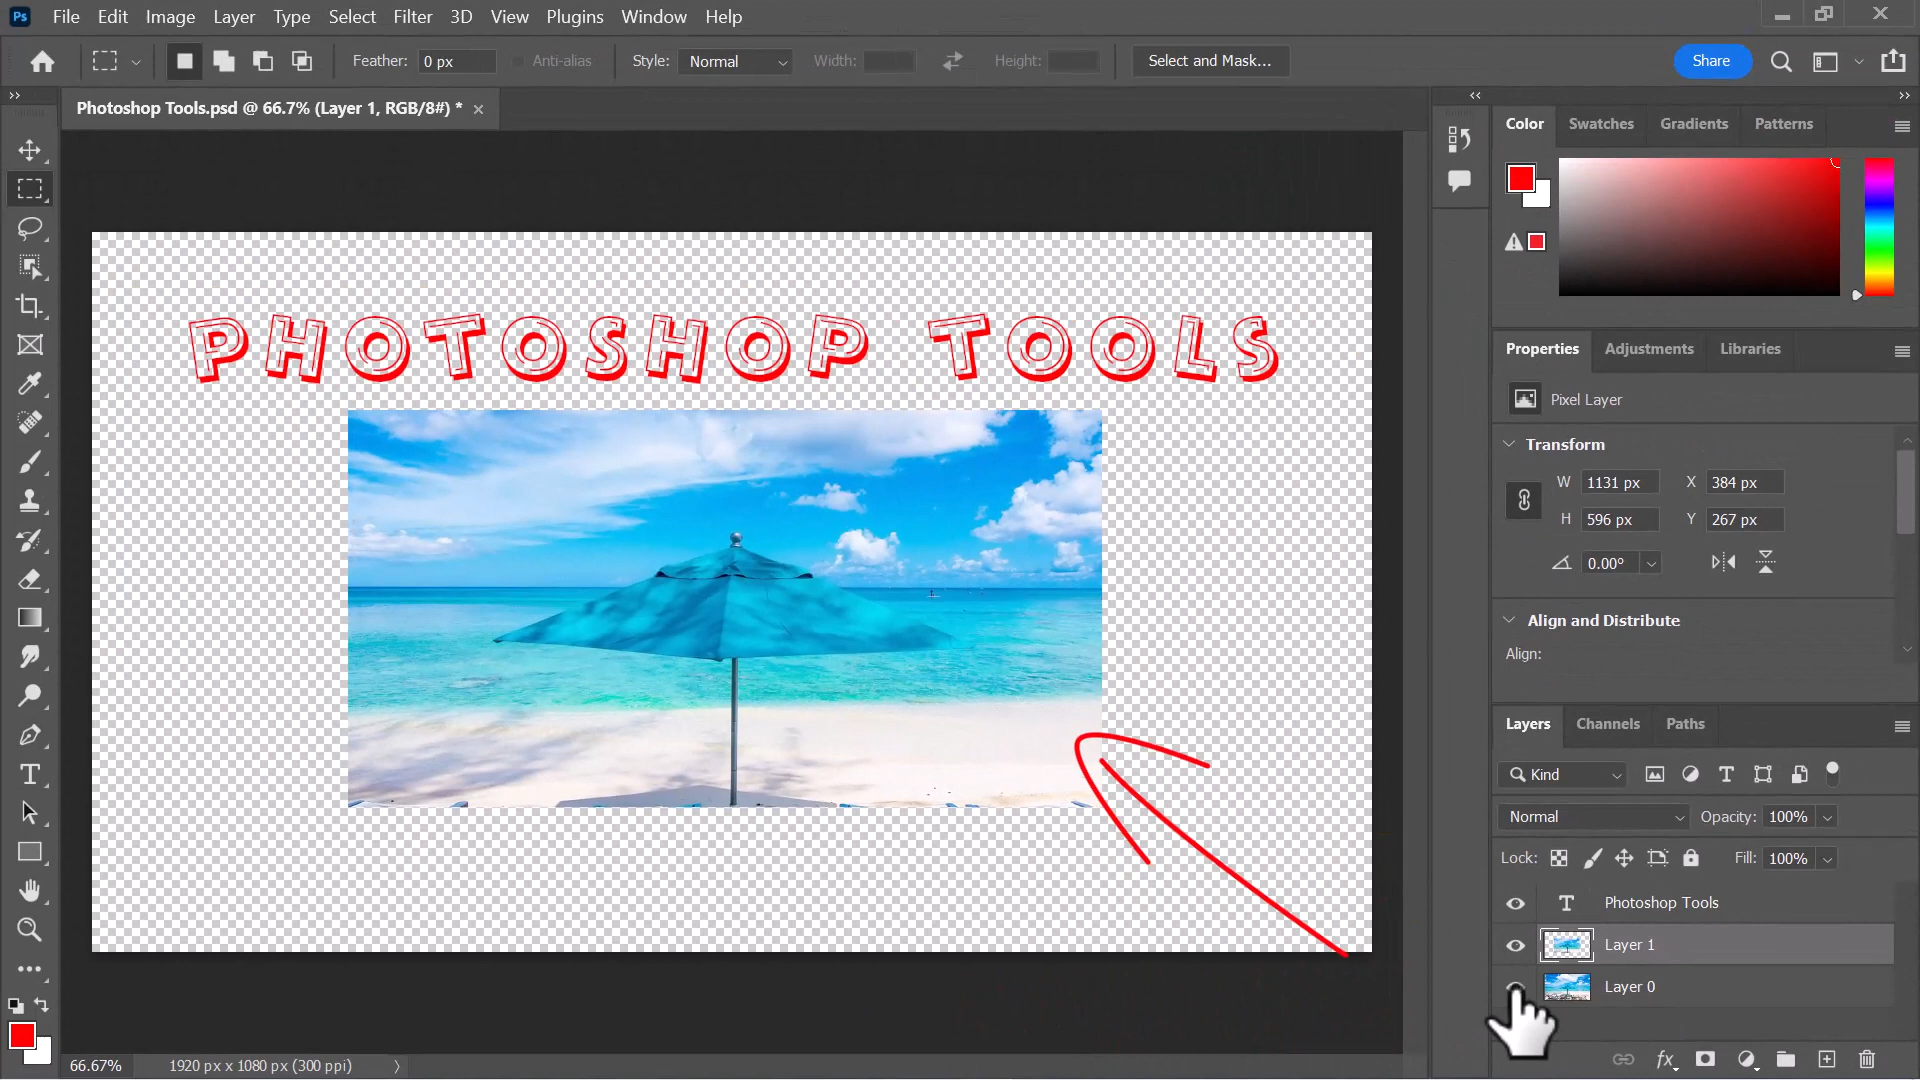 Ps File Edit Image Layer Type Select Filter 3D View Plugins Window Help
Feather: 0 px Anti-alias Style: Normal Width: Height: Select and Mask... Share
Photoshop Tools.psd @ 66.7% (Layer 1, RGB/8#) *
PHOTOSHOP TOOLS
66.67% 1920 px x 1080 px (300 ppi)
Color Swatches Gradients Patterns
Properties Adjustments Libraries
Pixel Layer
Transform
W 1131 px X 384 px
H 596 px Y 267 px
0.00°
Align and Distribute
Align:
Layers Channels Paths
Kind
Normal Opacity: 100%
Lock: Fill: 100%
T Photoshop Tools
Layer 1
Layer 0
fx